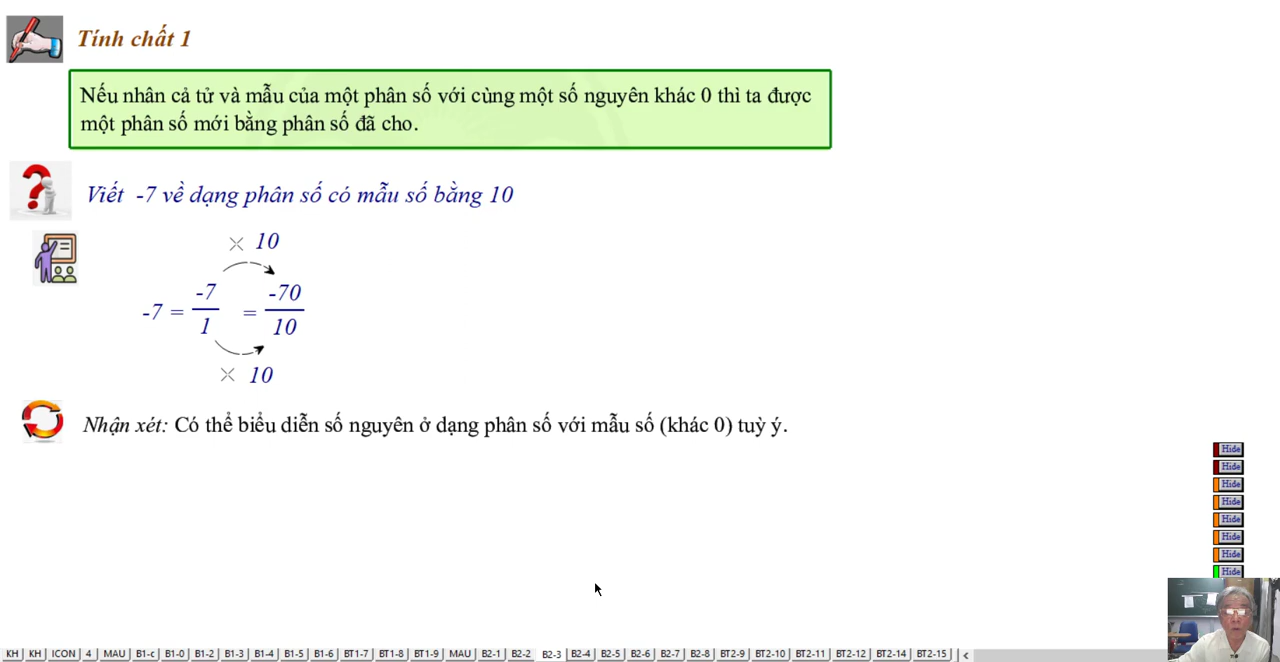 Tính chất 1
Nếu nhân cả tử và mẫu của một phân số với cùng một số nguyên khác 0 thì ta được
một phân số mới bằng phân số đã cho.
Viết -7 về dạng phân số có mẫu số bằng 10
× 10
-7 = -7/1 = -70/10
× 10
Nhận xét: Có thể biểu diễn số nguyên ở dạng phân số với mẫu số (khác 0) tuỳ ý.
Hide
Hide
Hide
Hide
Hide
Hide
Hide
Hide
KH KH ICON 4 MAU B1-c B1-0 B1-2 B1-3 B1-4 B1-5 B1-6 BT1-7 BT1-8 BT1-9 MAU B2-1 B2-2 B2-3 B2-4 B2-5 B2-6 B2-7 B2-8 BT2-9 BT2-10 BT2-11 BT2-12 BT2-14 BT2-15